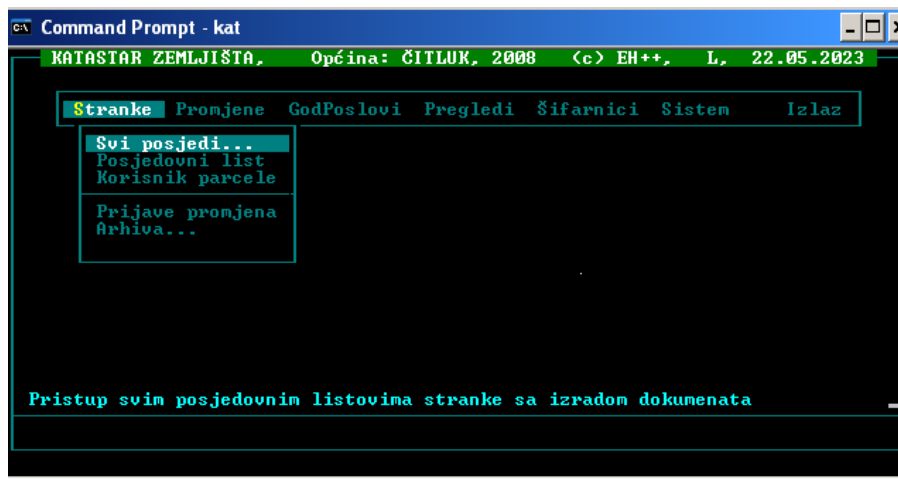 Command Prompt - kat
KATASTAR ZEMLJIŠTA, Općina: ČITLUK, 2008 (c) EH++, L, 22.05.2023
Stranke Promjene GodPoslovi Pregledi Šifarnici Sistem Izlaz
Svi posjedi...
Posjedovni list
Korisnik parcele
Prijave promjena
Arhiva...
Pristup svim posjedovnim listovima stranke sa izradom dokumenata